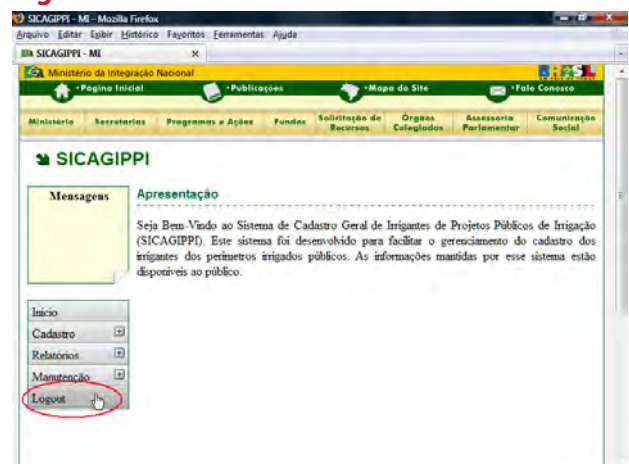 SICAGIPPI - MI - Mozilla Firefox
Arquivo Editar Exibir Histórico Favoritos Ferramentas Ajuda
SICAGIPPI - MI
Ministério da Integração Nacional
Página Inicial Publicações Mapa do Site Fale Conosco
Ministério Secretarias Programas e Ações Fundos Solicitação de Recursos Órgãos Colegiados Assessoria Parlamentar Comunicação Social
SICAGIPPI
Mensagens
Apresentação
Seja Bem-Vindo ao Sistema de Cadastro Geral de Irrigantes de Projetos Públicos de Irrigação
(SICAGIPPI). Este sistema foi desenvolvido para facilitar o gerenciamento do cadastro dos
irrigantes dos perímetros irrigados públicos. As informações mantidas por esse sistema estão
disponíveis ao público.
Início
Cadastro
Relatórios
Manutenção
Logout